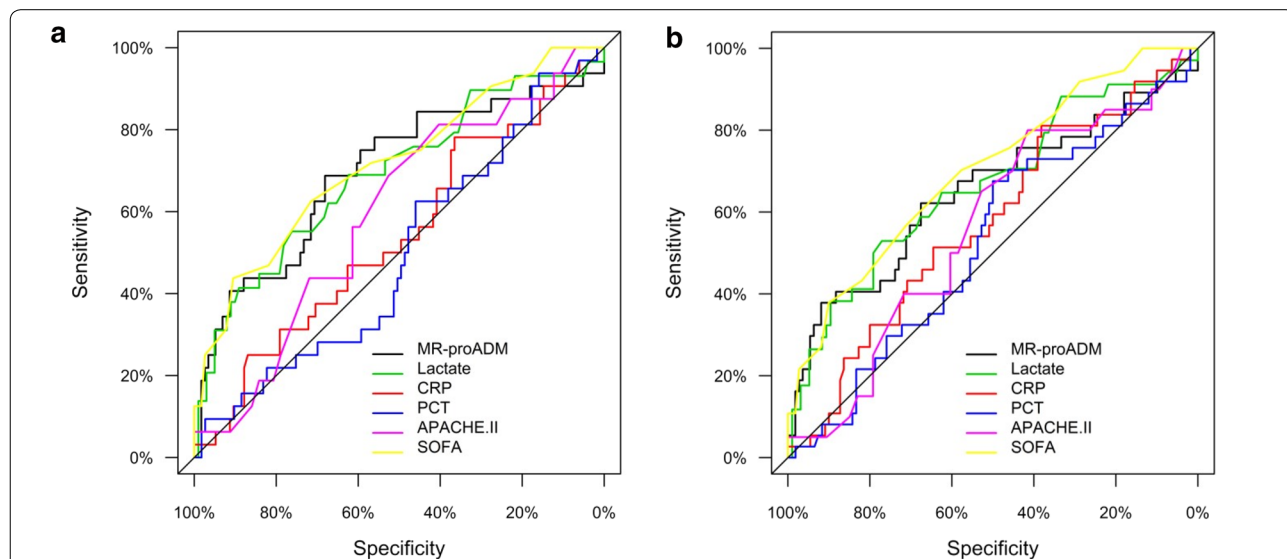 a
Sensitivity
100%
80%
60%
40%
20%
0%
MR-proADM
Lactate
CRP
PCT
APACHE.II
SOFA
100% 80% 60% 40% 20% 0%
Specificity
b
Sensitivity
100%
80%
60%
40%
20%
0%
MR-proADM
Lactate
CRP
PCT
APACHE.II
SOFA
100% 80% 60% 40% 20% 0%
Specificity